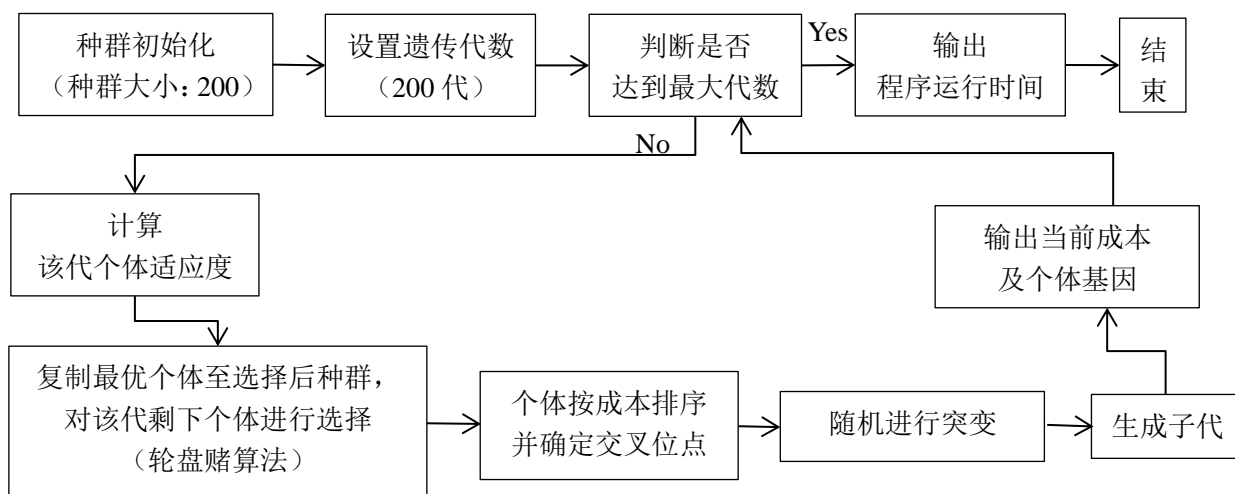 种群初始化
（种群大小：200）
设置遗传代数
（200 代）
判断是否
达到最大代数
Yes
输出
程序运行时间
结
束
No
计算
该代个体适应度
复制最优个体至选择后种群，
对该代剩下个体进行选择
（轮盘赌算法）
个体按成本排序
并确定交叉位点
随机进行突变
生成子代
输出当前成本
及个体基因